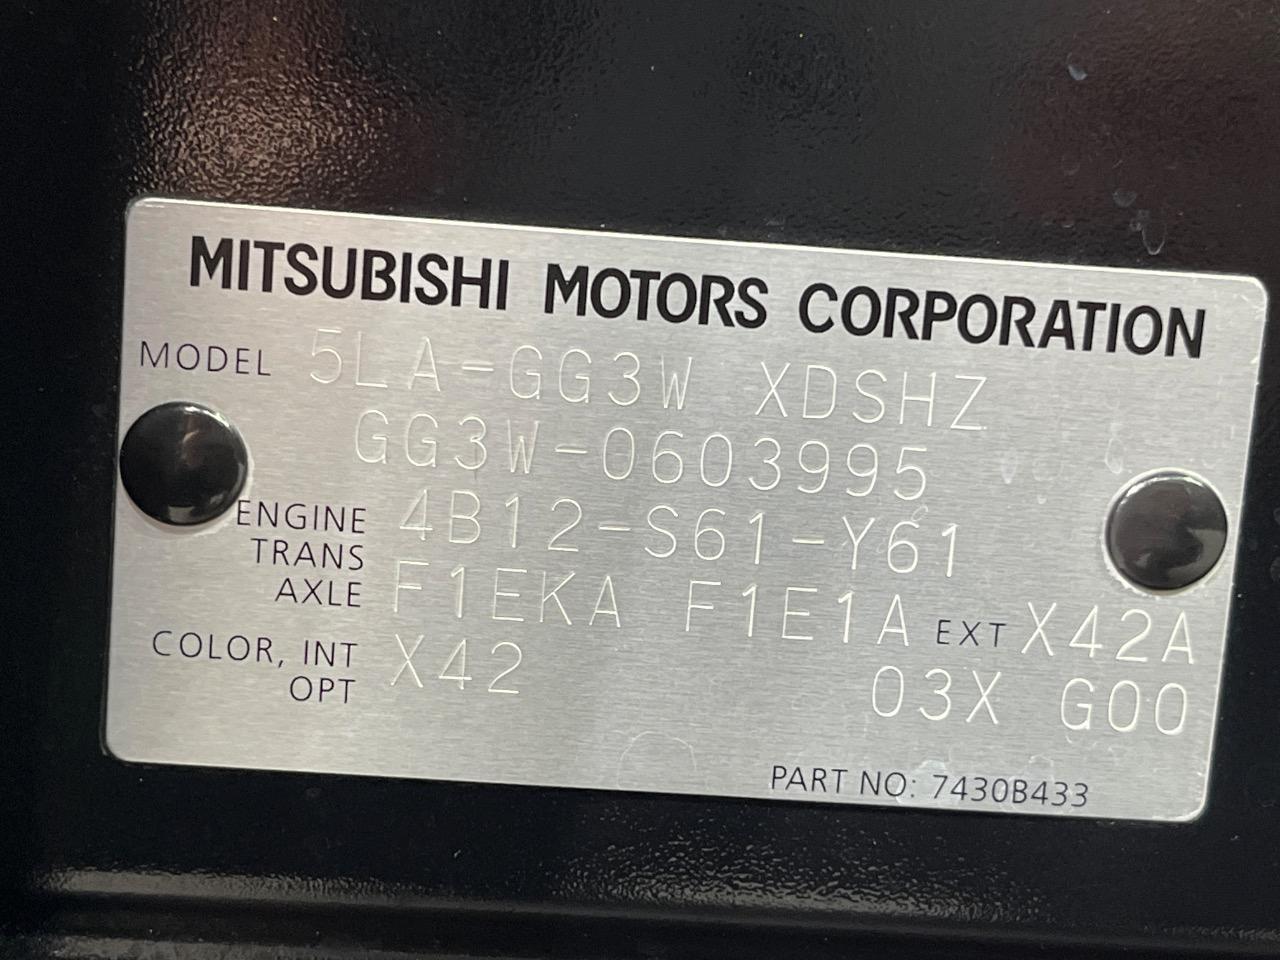 MITSUBISHI MOTORS CORPORATION
MODEL 5LA-GG3W XDSHZ
GG3W-0603995
ENGINE 4B12-S61-Y61
TRANS
AXLE F1EKA F1E1A EXT X42A
COLOR, INT X42
OPT 03X G00
PART NO: 7430B433